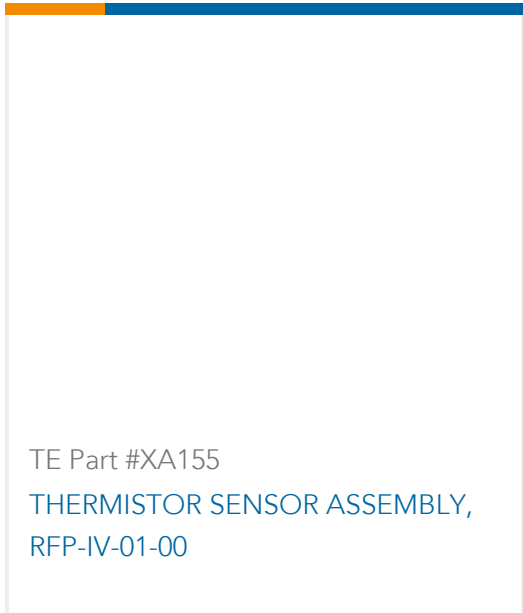 TE Part #XA155
THERMISTOR SENSOR ASSEMBLY,
RFP-IV-01-00